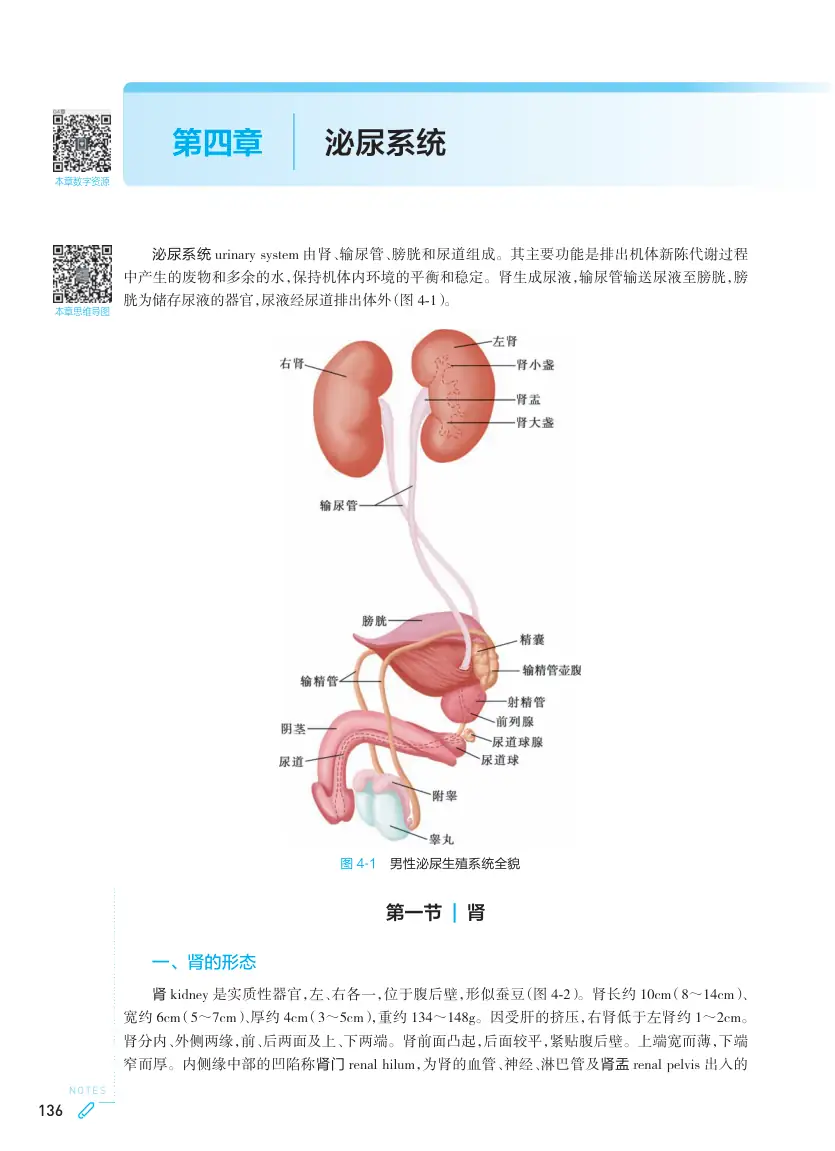 第四章
泌尿系统
本章数字资源
本章思维导图
泌尿系统 urinary system 由肾、输尿管、膀胱和尿道组成。其主要功能是排出机体新陈代谢过程
中产生的废物和多余的水,保持机体内环境的平衡和稳定。肾生成尿液,输尿管输送尿液至膀胱,膀
胱为储存尿液的器官,尿液经尿道排出体外(图 4-1)。
左肾
右肾
肾小盏
肾盂
肾大盏
输尿管
膀胱
精囊
输精管壶腹
输精管
射精管
前列腺
阴茎
尿道球腺
尿道
尿道球
附睾
睾丸
图 4-1 男性泌尿生殖系统全貌
第一节 | 肾
一、肾的形态
肾 kidney 是实质性器官,左、右各一,位于腹后壁,形似蚕豆(图 4-2)。肾长约 10cm(8~14cm)、
宽约 6cm(5~7cm)、厚约 4cm(3~5cm),重约 134~148g。因受肝的挤压,右肾低于左肾约 1~2cm。
肾分内、外侧两缘,前、后两面及上、下两端。肾前面凸起,后面较平,紧贴腹后壁。上端宽而薄,下端
窄而厚。内侧缘中部的凹陷称肾门 renal hilum,为肾的血管、神经、淋巴管及肾盂 renal pelvis 出入的
NOTES
136